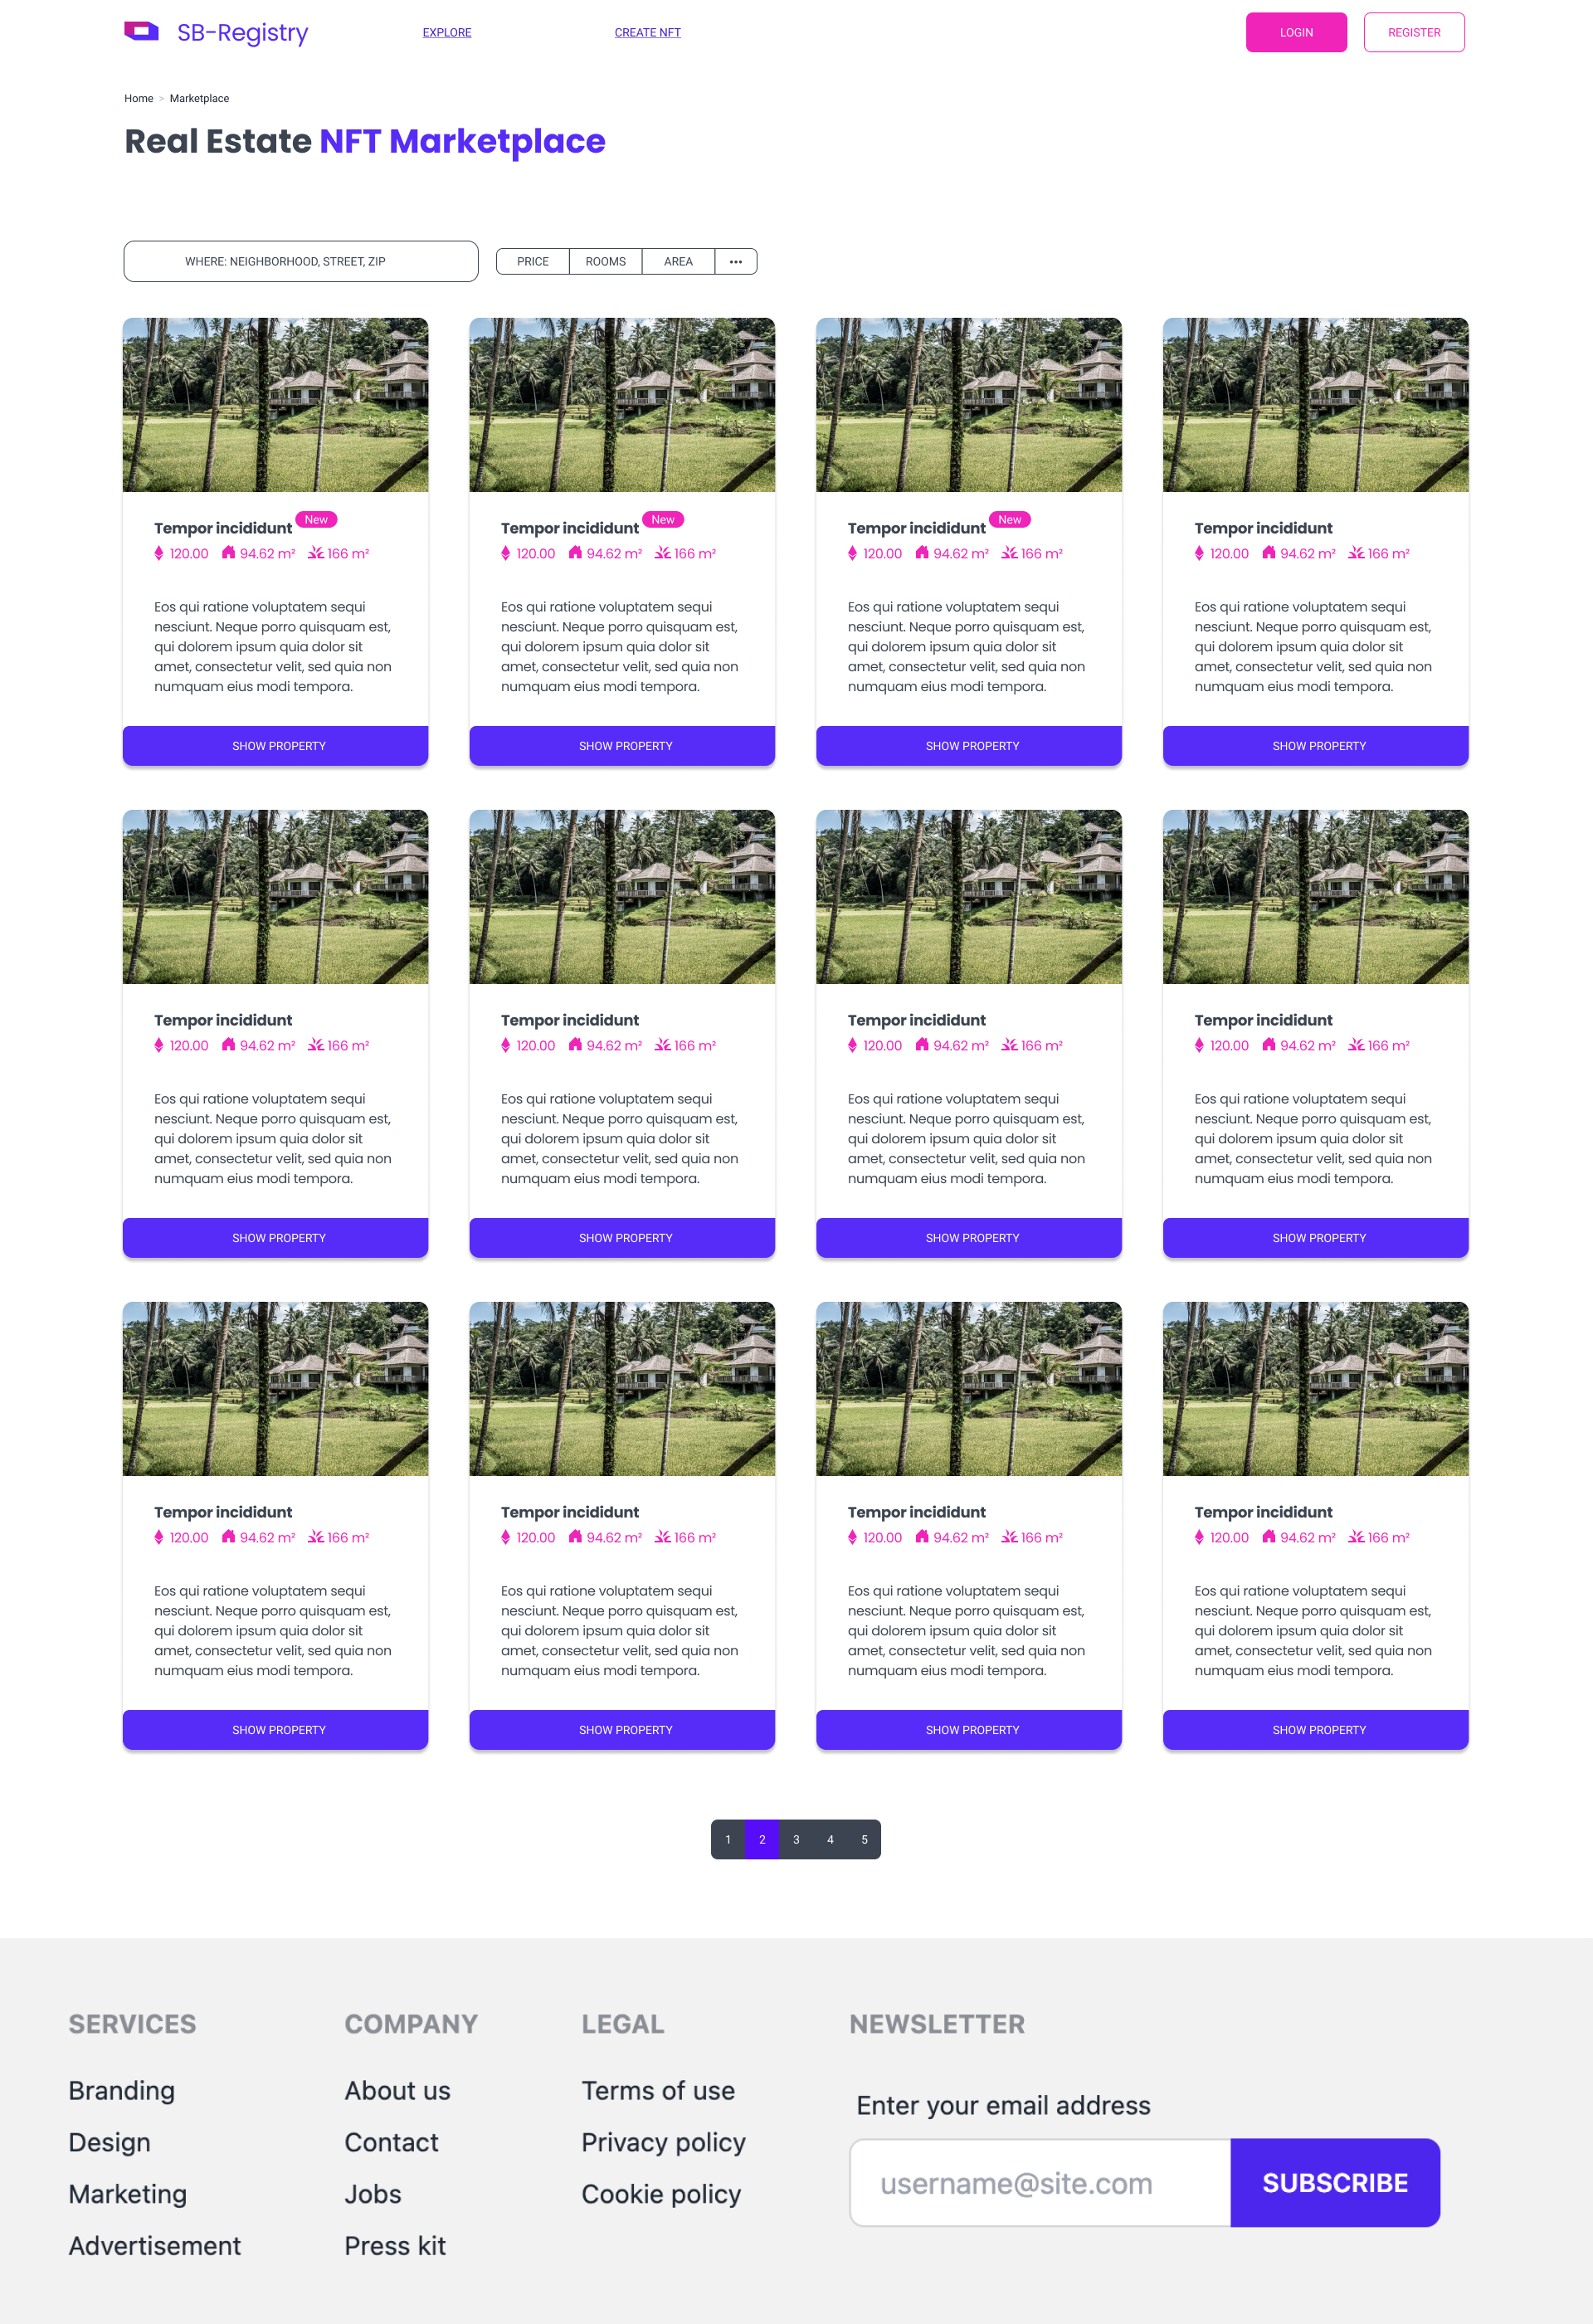 SB-Registry EXPLORE CREATE NFT LOGIN REGISTER
Home > Marketplace
Real Estate NFT Marketplace
WHERE: NEIGHBORHOOD, STREET, ZIP PRICE ROOMS AREA •••
Tempor incididunt New
120.00 94.62 m² 166 m²
Eos qui ratione voluptatem sequi
nesciunt. Neque porro quisquam est,
qui dolorem ipsum quia dolor sit
amet, consectetur velit, sed quia non
numquam eius modi tempora.
SHOW PROPERTY
Tempor incididunt New
120.00 94.62 m² 166 m²
Eos qui ratione voluptatem sequi
nesciunt. Neque porro quisquam est,
qui dolorem ipsum quia dolor sit
amet, consectetur velit, sed quia non
numquam eius modi tempora.
SHOW PROPERTY
Tempor incididunt New
120.00 94.62 m² 166 m²
Eos qui ratione voluptatem sequi
nesciunt. Neque porro quisquam est,
qui dolorem ipsum quia dolor sit
amet, consectetur velit, sed quia non
numquam eius modi tempora.
SHOW PROPERTY
Tempor incididunt
120.00 94.62 m² 166 m²
Eos qui ratione voluptatem sequi
nesciunt. Neque porro quisquam est,
qui dolorem ipsum quia dolor sit
amet, consectetur velit, sed quia non
numquam eius modi tempora.
SHOW PROPERTY
Tempor incididunt
120.00 94.62 m² 166 m²
Eos qui ratione voluptatem sequi
nesciunt. Neque porro quisquam est,
qui dolorem ipsum quia dolor sit
amet, consectetur velit, sed quia non
numquam eius modi tempora.
SHOW PROPERTY
Tempor incididunt
120.00 94.62 m² 166 m²
Eos qui ratione voluptatem sequi
nesciunt. Neque porro quisquam est,
qui dolorem ipsum quia dolor sit
amet, consectetur velit, sed quia non
numquam eius modi tempora.
SHOW PROPERTY
Tempor incididunt
120.00 94.62 m² 166 m²
Eos qui ratione voluptatem sequi
nesciunt. Neque porro quisquam est,
qui dolorem ipsum quia dolor sit
amet, consectetur velit, sed quia non
numquam eius modi tempora.
SHOW PROPERTY
Tempor incididunt
120.00 94.62 m² 166 m²
Eos qui ratione voluptatem sequi
nesciunt. Neque porro quisquam est,
qui dolorem ipsum quia dolor sit
amet, consectetur velit, sed quia non
numquam eius modi tempora.
SHOW PROPERTY
Tempor incididunt
120.00 94.62 m² 166 m²
Eos qui ratione voluptatem sequi
nesciunt. Neque porro quisquam est,
qui dolorem ipsum quia dolor sit
amet, consectetur velit, sed quia non
numquam eius modi tempora.
SHOW PROPERTY
Tempor incididunt
120.00 94.62 m² 166 m²
Eos qui ratione voluptatem sequi
nesciunt. Neque porro quisquam est,
qui dolorem ipsum quia dolor sit
amet, consectetur velit, sed quia non
numquam eius modi tempora.
SHOW PROPERTY
Tempor incididunt
120.00 94.62 m² 166 m²
Eos qui ratione voluptatem sequi
nesciunt. Neque porro quisquam est,
qui dolorem ipsum quia dolor sit
amet, consectetur velit, sed quia non
numquam eius modi tempora.
SHOW PROPERTY
Tempor incididunt
120.00 94.62 m² 166 m²
Eos qui ratione voluptatem sequi
nesciunt. Neque porro quisquam est,
qui dolorem ipsum quia dolor sit
amet, consectetur velit, sed quia non
numquam eius modi tempora.
SHOW PROPERTY
1 2 3 4 5
SERVICES
Branding
Design
Marketing
Advertisement
COMPANY
About us
Contact
Jobs
Press kit
LEGAL
Terms of use
Privacy policy
Cookie policy
NEWSLETTER
Enter your email address
username@site.com SUBSCRIBE